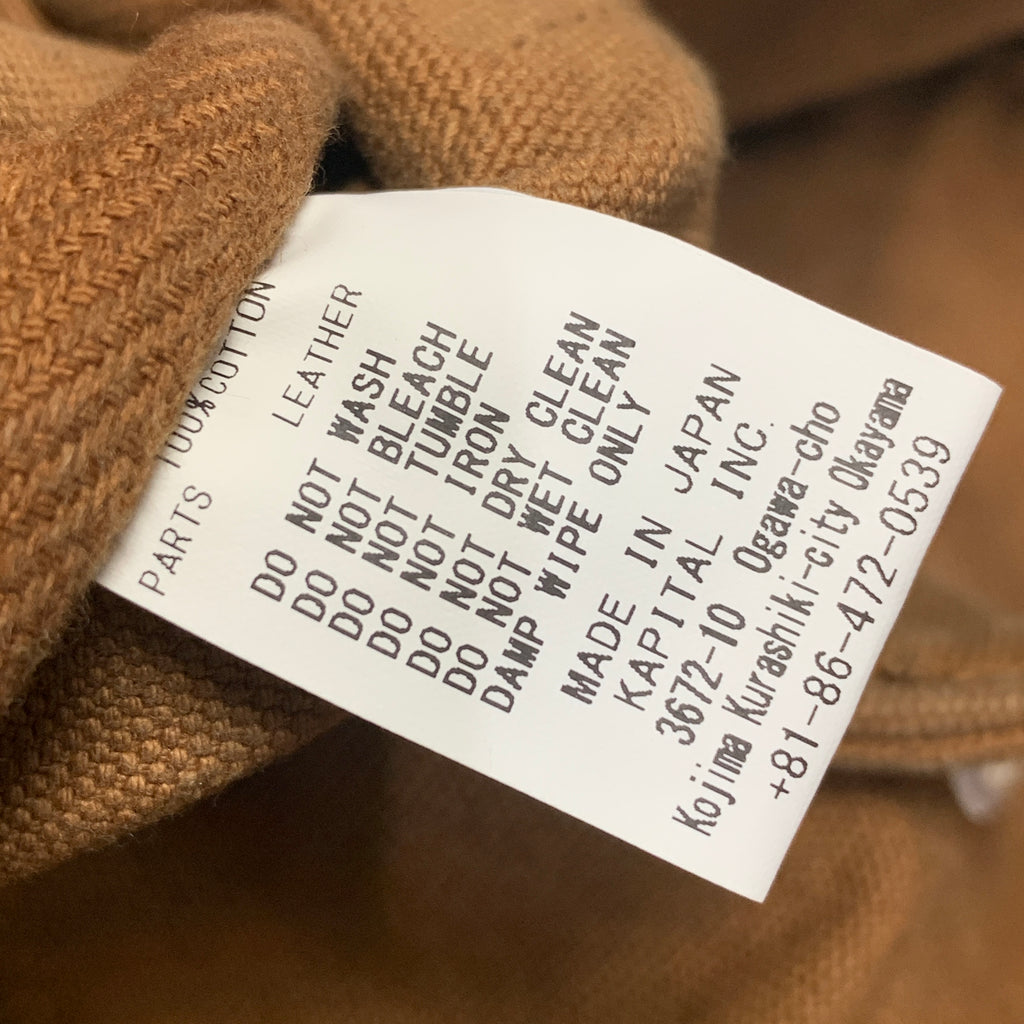 100% COTTON
PARTS LEATHER
DO NOT WASH
DO NOT BLEACH
DO NOT TUMBLE
DO NOT IRON
DO NOT DRY CLEAN
DO NOT WET CLEAN
DAMP WIPE ONLY
MADE IN JAPAN
KAPITAL INC.
3672-10 Ogawa-cho
Kojima Kurashiki-city Okayama
+81-86-472-0539